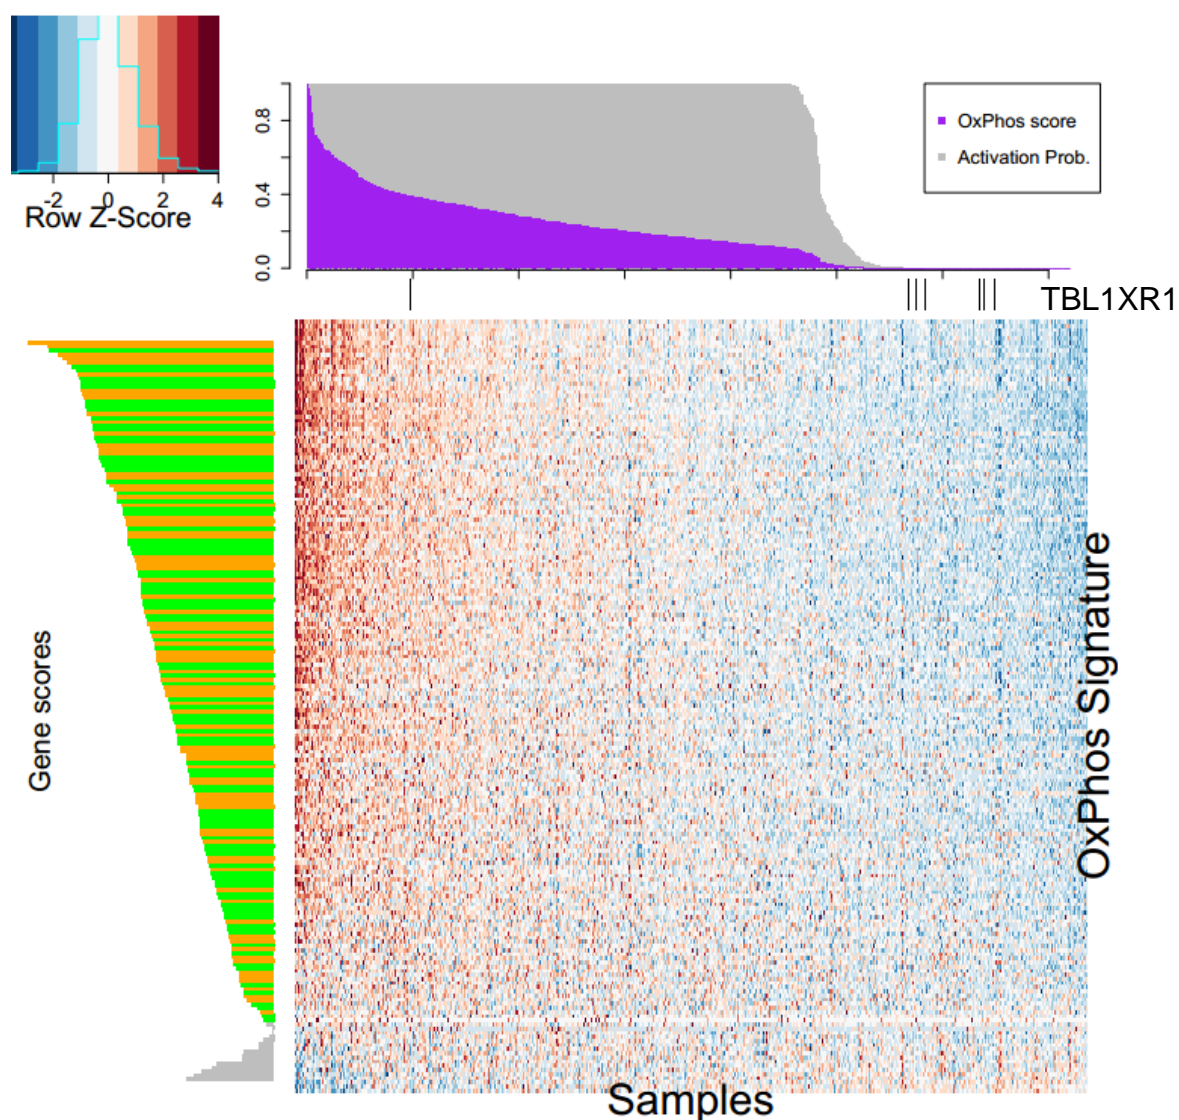 -2 0 2 4
Row Z-Score
0.8
0.4
0.0
OxPhos score
Activation Prob.
TBL1XR1
Gene scores
OxPhos Signature
Samples